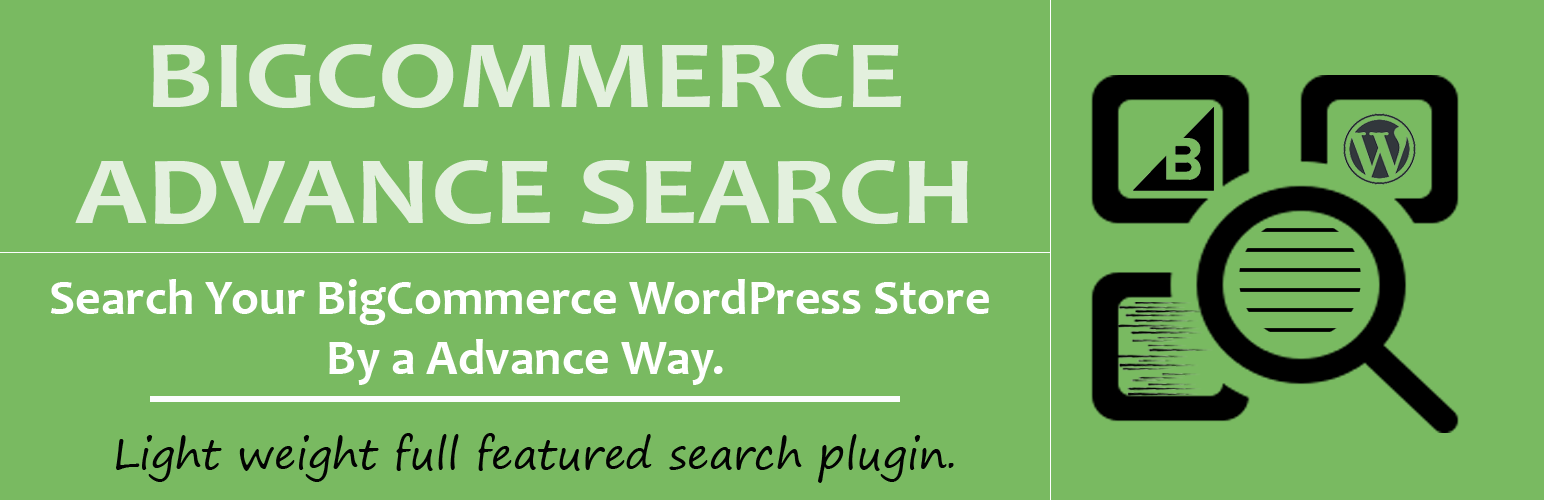 BIGCOMMERCE
ADVANCE SEARCH
Search Your BigCommerce WordPress Store
By a Advance Way.
Light weight full featured search plugin.
B
W